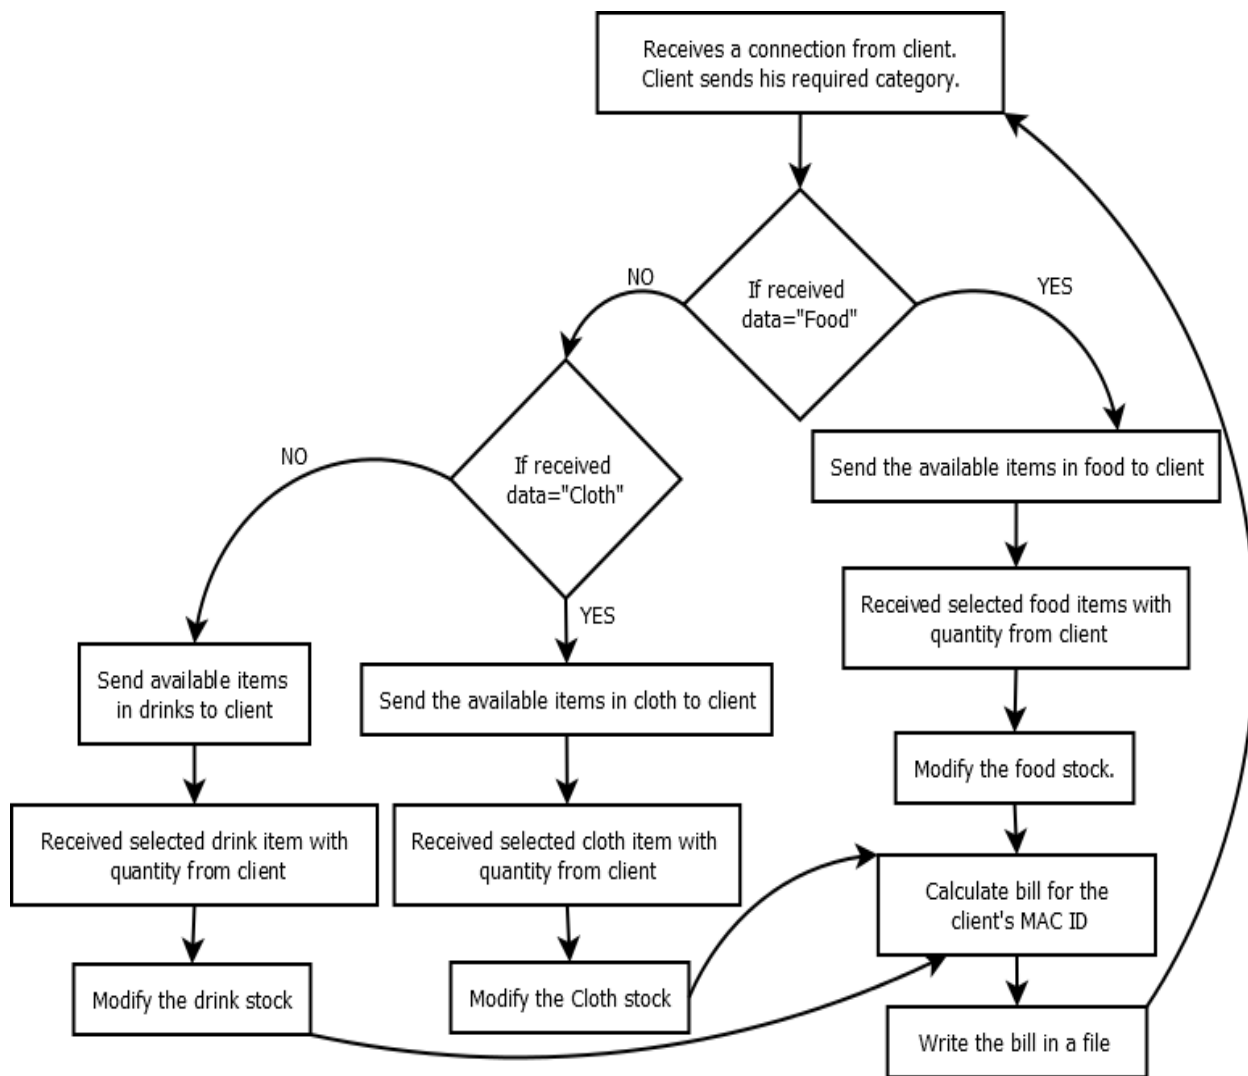 Receives a connection from client.
Client sends his required category.
NO
YES
If received
data="Food"
NO
If received
data="Cloth"
Send the available items in food to client
YES
Received selected food items with
quantity from client
Send available items
in drinks to client
Send the available items in cloth to client
Modify the food stock.
Received selected drink item with
quantity from client
Received selected cloth item with
quantity from client
Calculate bill for the
client's MAC ID
Modify the drink stock
Modify the Cloth stock
Write the bill in a file